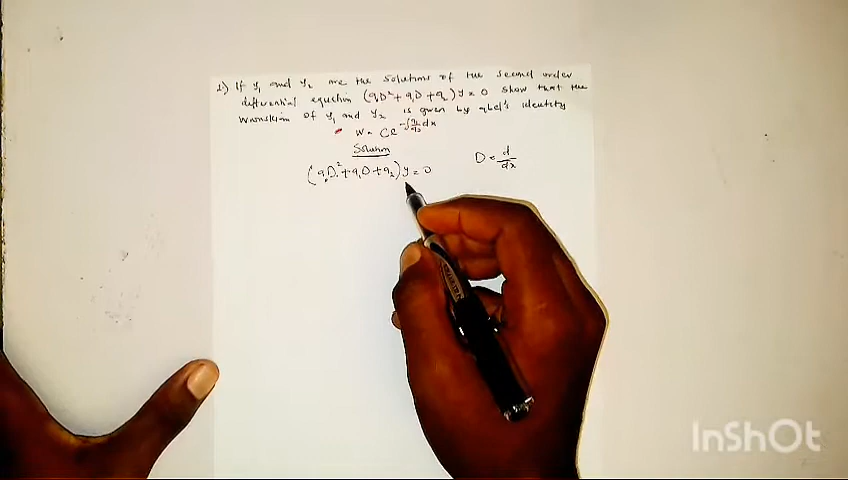 1.) If y₁ and y₂ are the solutions of the second order
differential equation (a₀D²+a₁D+a₂)y=0 show that the
wronskian of y₁ and y₂ is given by abel's identity
W = Ce^-∫a₁/a₀ dx
Solution
(a₀D²+a₁D+a₂)y=0 D = d/dx
InShOt